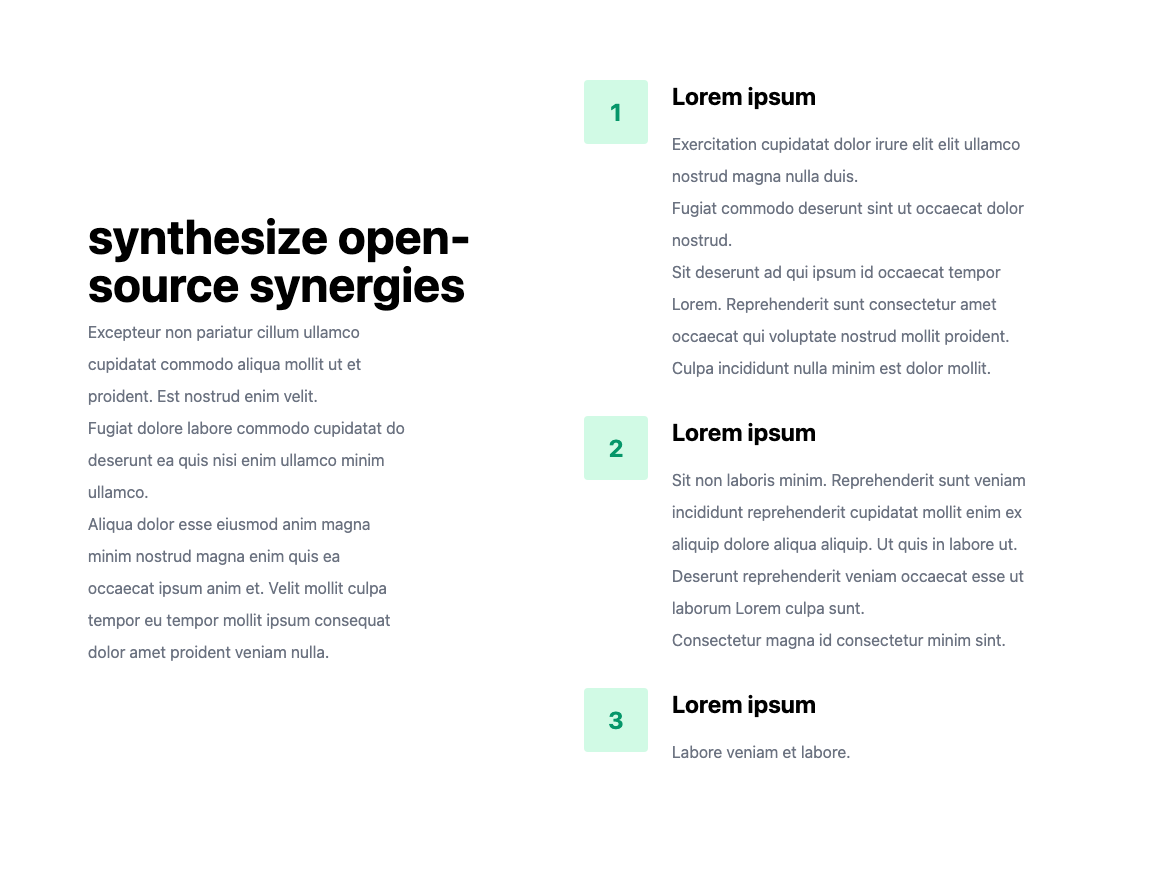 synthesize open-
source synergies
Excepteur non pariatur cillum ullamco
cupidatat commodo aliqua mollit ut et
proident. Est nostrud enim velit.
Fugiat dolore labore commodo cupidatat do
deserunt ea quis nisi enim ullamco minim
ullamco.
Aliqua dolor esse eiusmod anim magna
minim nostrud magna enim quis ea
occaecat ipsum anim et. Velit mollit culpa
tempor eu tempor mollit ipsum consequat
dolor amet proident veniam nulla.
1
Lorem ipsum
Exercitation cupidatat dolor irure elit elit ullamco
nostrud magna nulla duis.
Fugiat commodo deserunt sint ut occaecat dolor
nostrud.
Sit deserunt ad qui ipsum id occaecat tempor
Lorem. Reprehenderit sunt consectetur amet
occaecat qui voluptate nostrud mollit proident.
Culpa incididunt nulla minim est dolor mollit.
2
Lorem ipsum
Sit non laboris minim. Reprehenderit sunt veniam
incididunt reprehenderit cupidatat mollit enim ex
aliquip dolore aliqua aliquip. Ut quis in labore ut.
Deserunt reprehenderit veniam occaecat esse ut
laborum Lorem culpa sunt.
Consectetur magna id consectetur minim sint.
3
Lorem ipsum
Labore veniam et labore.